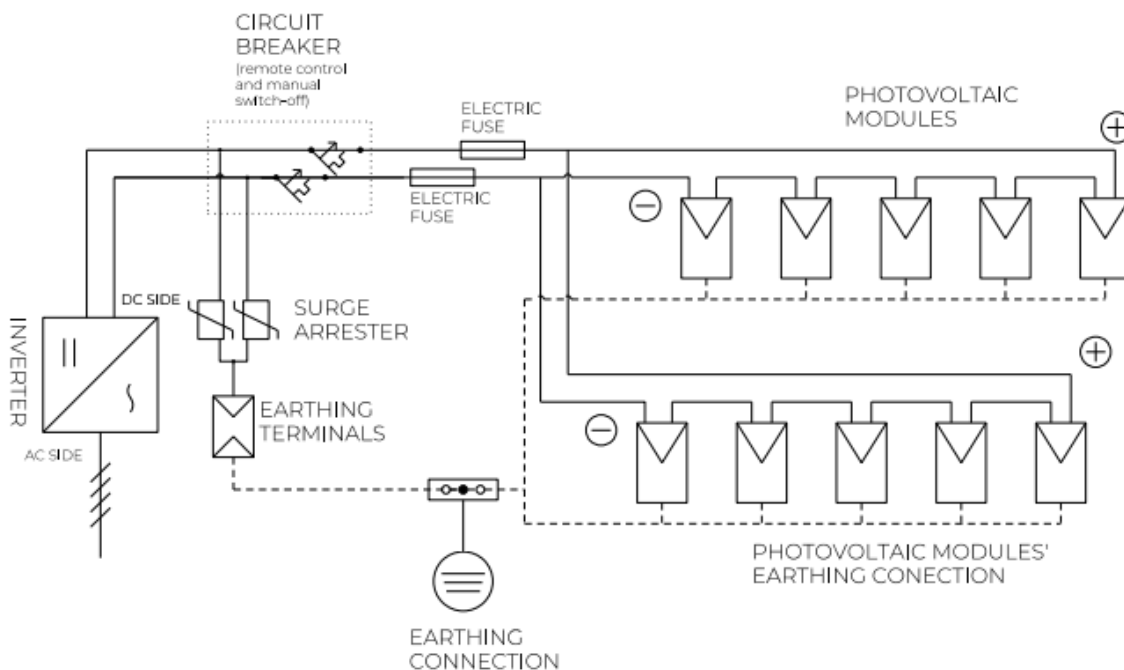 CIRCUIT
BREAKER
(remote control
and manual
switch-off)
ELECTRIC
FUSE
PHOTOVOLTAIC
MODULES
ELECTRIC
FUSE
DC SIDE
SURGE
ARRESTER
INVERTER
EARTHING
TERMINALS
AC SIDE
PHOTOVOLTAIC MODULES'
EARTHING CONECTION
EARTHING
CONNECTION